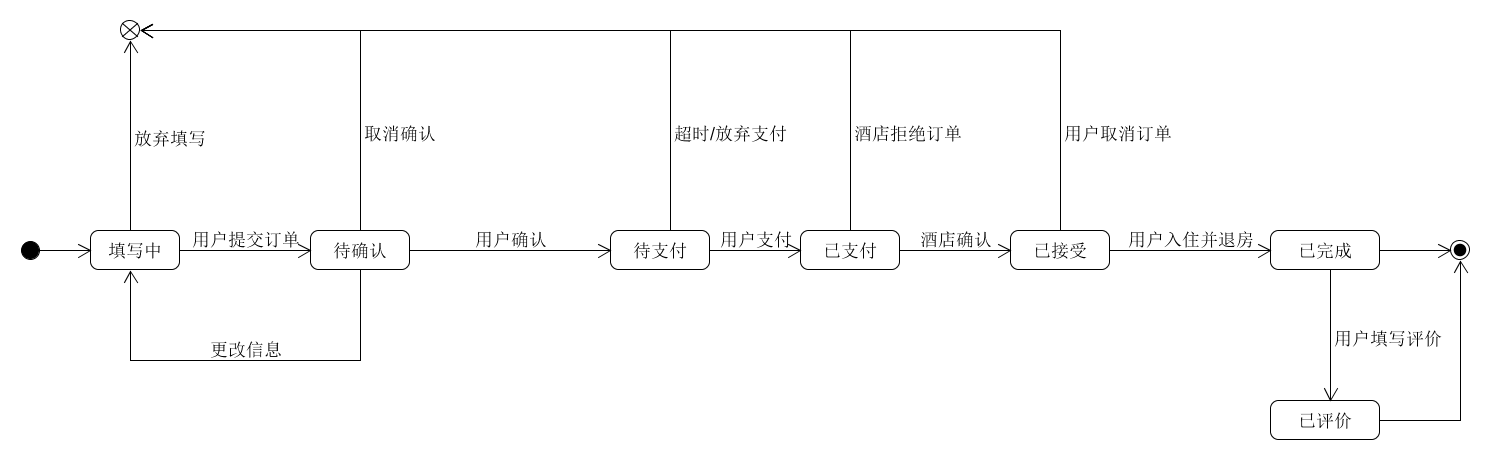 放弃填写
取消确认
超时/放弃支付
酒店拒绝订单
用户取消订单
填写中
用户提交订单
待确认
用户确认
待支付
用户支付
已支付
酒店确认
已接受
用户入住并退房
已完成
更改信息
用户填写评价
已评价